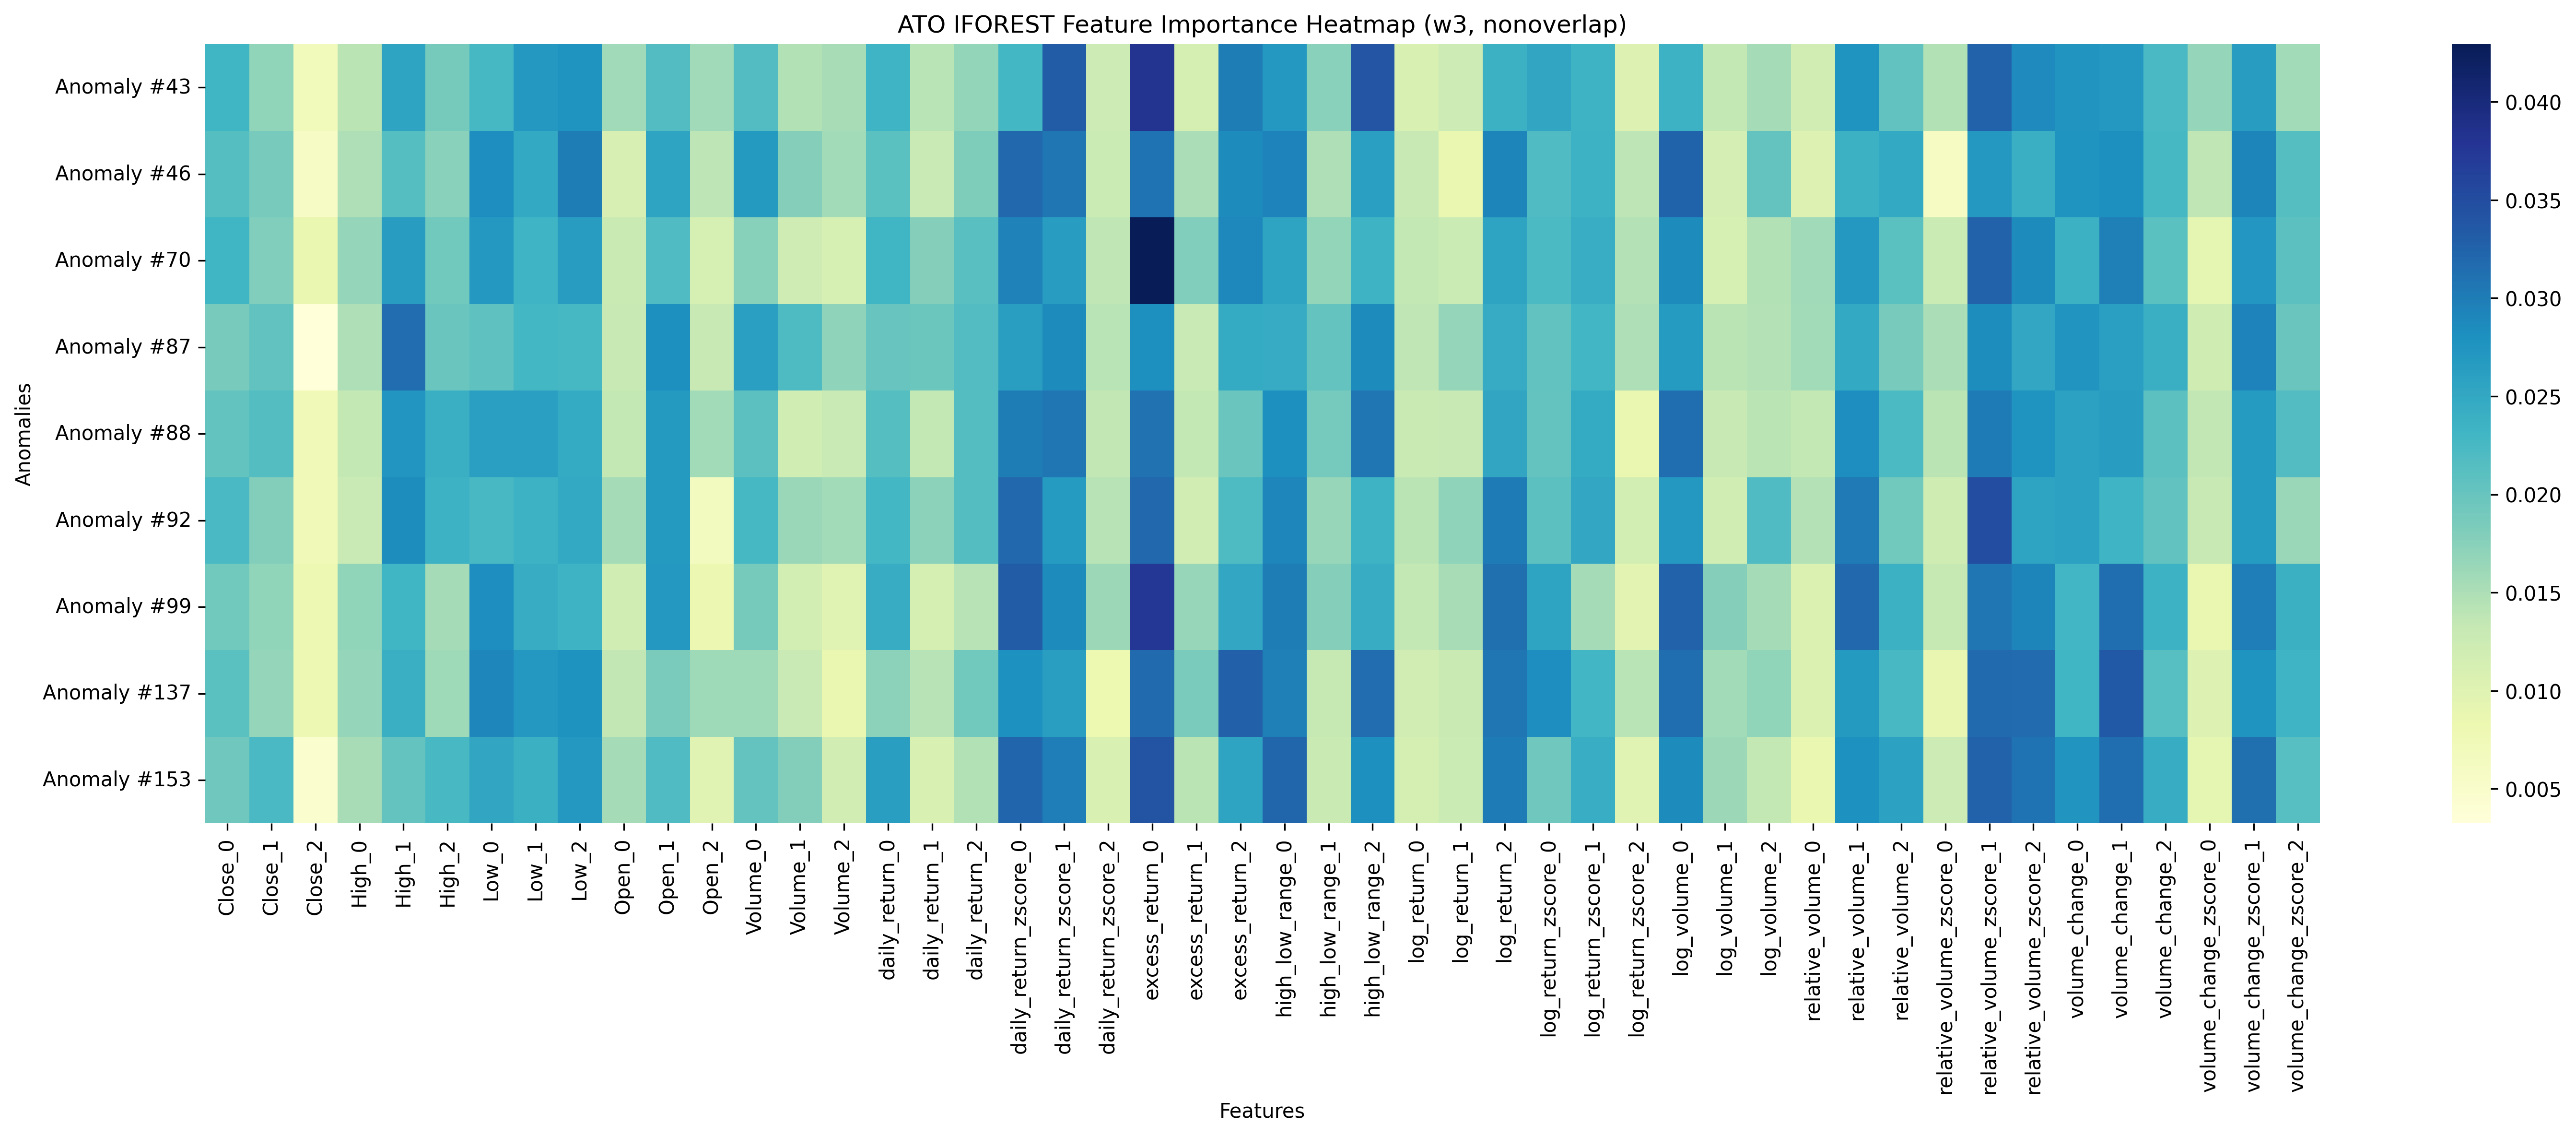 ATO IFOREST Feature Importance Heatmap (w3, nonoverlap)
Anomalies
Anomaly #43
Anomaly #46
Anomaly #70
Anomaly #87
Anomaly #88
Anomaly #92
Anomaly #99
Anomaly #137
Anomaly #153
Close_0
Close_1
Close_2
High_0
High_1
High_2
Low_0
Low_1
Low_2
Open_0
Open_1
Open_2
Volume_0
Volume_1
Volume_2
daily_return_0
daily_return_1
daily_return_2
daily_return_zscore_0
daily_return_zscore_1
daily_return_zscore_2
excess_return_0
excess_return_1
excess_return_2
high_low_range_0
high_low_range_1
high_low_range_2
log_return_0
log_return_1
log_return_2
log_return_zscore_0
log_return_zscore_1
log_return_zscore_2
log_volume_0
log_volume_1
log_volume_2
relative_volume_0
relative_volume_1
relative_volume_2
relative_volume_zscore_0
relative_volume_zscore_1
relative_volume_zscore_2
volume_change_0
volume_change_1
volume_change_2
volume_change_zscore_0
volume_change_zscore_1
volume_change_zscore_2
Features
0.040
0.035
0.030
0.025
0.020
0.015
0.010
0.005